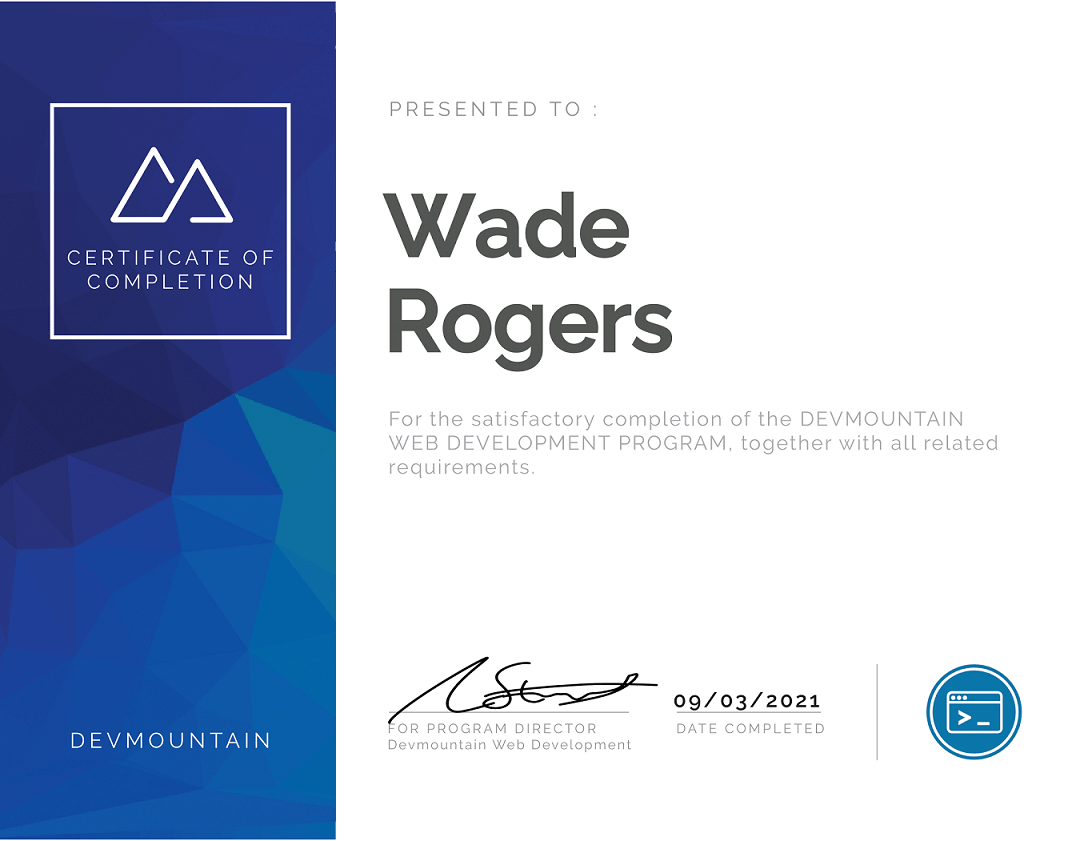 CERTIFICATE OF
COMPLETION
DEVMOUNTAIN
PRESENTED TO :
Wade
Rogers
For the satisfactory completion of the DEVMOUNTAIN
WEB DEVELOPMENT PROGRAM, together with all related
requirements.
09/03/2021
FOR PROGRAM DIRECTOR
DATE COMPLETED
Devmountain Web Development